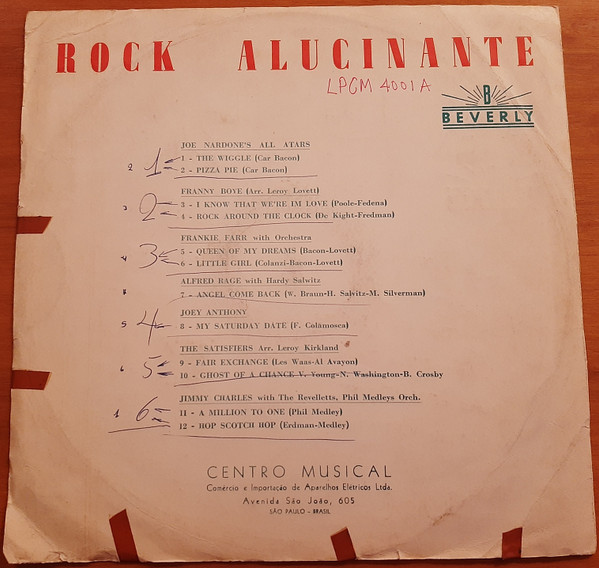 ROCK ALUCINANTE
LPCM 4001A
B
BEVERLY
JOE NARDONE'S ALL ATARS
2 1 1 - THE WIGGLE (Car Bacon)
2 - PIZZA PIE (Car Bacon)
FRANNY BOYE (Arr. Leroy Lovett)
3 2 3 - I KNOW THAT WE'RE IM LOVE (Poole-Fedena)
4 - ROCK AROUND THE CLOCK (De Kight-Fredman)
FRANKIE FARR with Orchestra
4 3 5 - QUEEN OF MY DREAMS (Bacon-Lovett)
6 - LITTLE GIRL (Colanzi-Bacon-Lovett)
ALFRED RAGE with Hardy Salwitz
7 - ANGEL COME BACK (W. Braun-H. Salvitz-M. Silverman)
JOEY ANTHONY
5 4 8 - MY SATURDAY DATE (F. Colamosca)
THE SATISFIERS Arr. Leroy Kirkland
6 5 9 - FAIR EXCHANGE (Les Waas-Al Avayon)
10 - GHOST OF A CHANCE V. Young-N. Washington-B. Crosby
JIMMY CHARLES with The Revelletts, Phil Medleys Orch.
1 6 11 - A MILLION TO ONE (Phil Medley)
12 - HOP SCOTCH HOP (Erdman-Medley)
CENTRO MUSICAL
Comércio e Importação de Aparelhos Elétricos Ltda.
Avenida São João, 605
SÃO PAULO - BRASIL